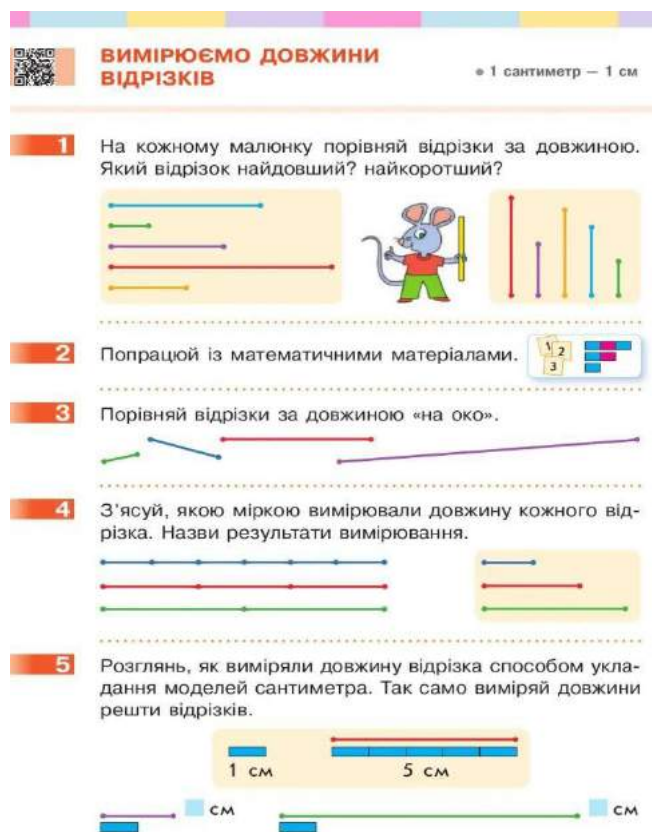 ВИМІРЮЄМО ДОВЖИНИ
ВІДРІЗКІВ
• 1 сантиметр — 1 см
1
На кожному малюнку порівняй відрізки за довжиною.
Який відрізок найдовший? найкоротший?
2
Попрацюй із математичними матеріалами.
1
2
3
3
Порівняй відрізки за довжиною «на око».
4
З'ясуй, якою міркою вимірювали довжину кожного від-
різка. Назви результати вимірювання.
5
Розглянь, як виміряли довжину відрізка способом укла-
дання моделей сантиметра. Так само виміряй довжини
решти відрізків.
1 см
5 см
см
см